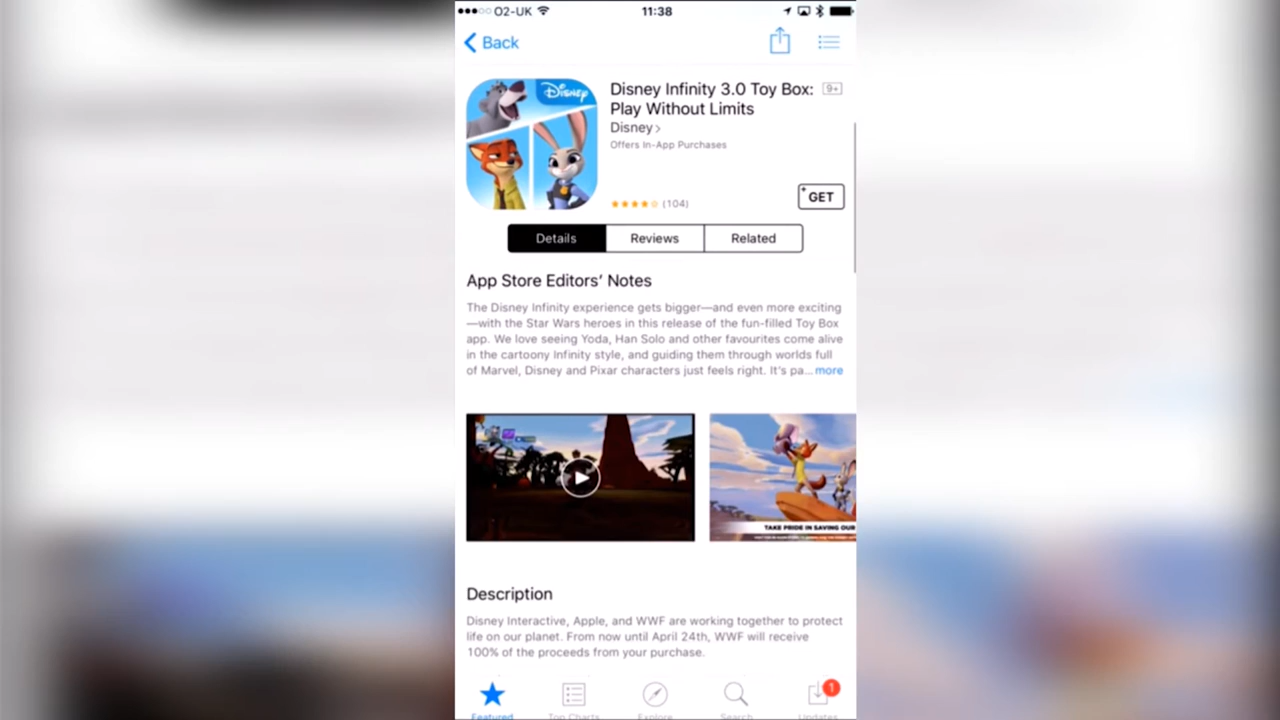 O2-UK 11:38
Back
Disney
Disney Infinity 3.0 Toy Box: 9+
Play Without Limits
Disney
Offers In-App Purchases
(104)
GET
Details Reviews Related
App Store Editors’ Notes
The Disney Infinity experience gets bigger—and even more exciting
—with the Star Wars heroes in this release of the fun-filled Toy Box
app. We love seeing Yoda, Han Solo and other favourites come alive
in the cartoony Infinity style, and guiding them through worlds full
of Marvel, Disney and Pixar characters just feels right. It’s pa... more
TAKE PRIDE IN SAVING OUR
Description
Disney Interactive, Apple, and WWF are working together to protect
life on our planet. From now until April 24th, WWF will receive
100% of the proceeds from your purchase.
1
Featured Top Charts Explore Search Updates